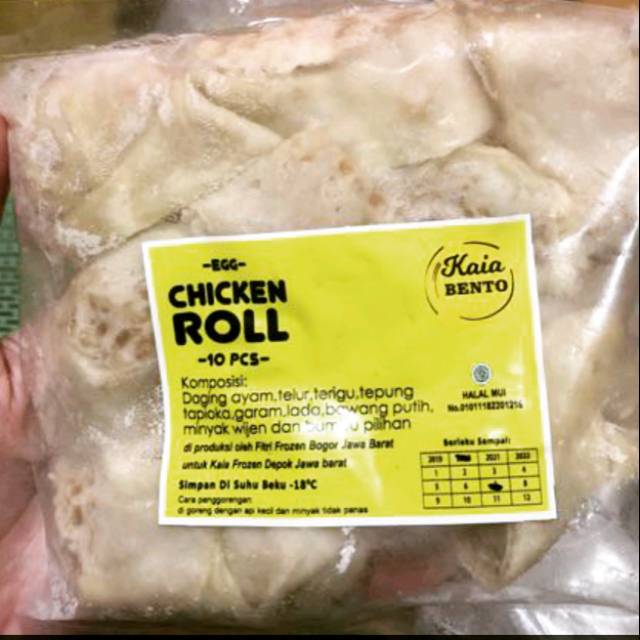 -EGG-
CHICKEN
ROLL
-10 PCS-
Kaia
BENTO
Komposisi:
Daging ayam,telur,terigu,tepung
tapioka,garam,lada,bawang putih,
minyak wijen dan bumbu pilihan
di produksi oleh Fitri Frozen Bogor Jawa Barat
untuk Kaia Frozen Depok Jawa barat
Simpan Di Suhu Beku -18°C
Cara penggorengan:
di goreng dengan api kecil dan minyak tidak panas
HALAL MUI
No.01011182201216
Berlaku Sampai:
2019 2021 2022
1 2 3 4
5 6 8
9 10 11 12